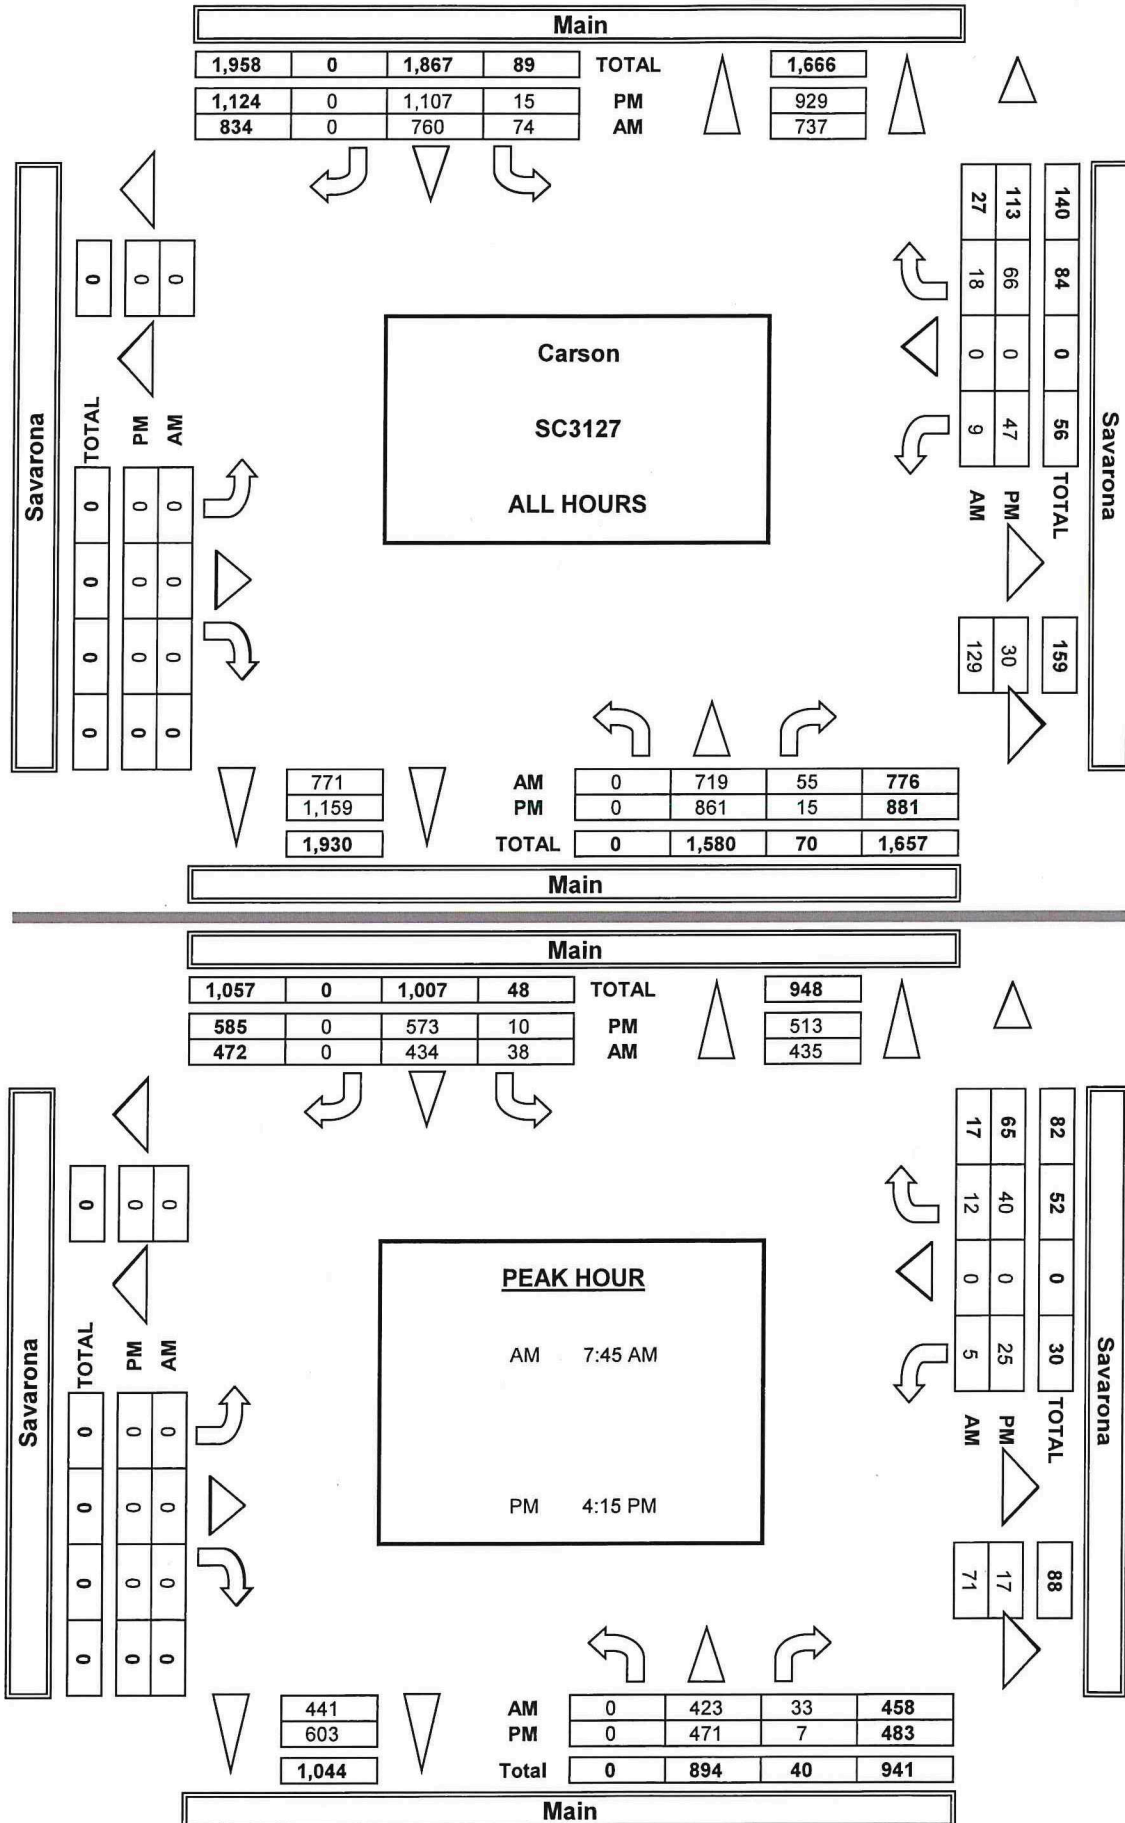 Main
1,958 0 1,867 89 TOTAL 1,666
1,124 0 1,107 15 PM 929
834 0 760 74 AM 737
Savarona
0
0 0
TOTAL PM AM
0 0 0
0 0 0
0 0 0
0 0 0
Carson
SC3127
ALL HOURS
140 84 0 56 TOTAL 159
113 66 0 47 PM 30
27 18 0 9 AM 129
Savarona
771 AM 0 719 55 776
1,159 PM 0 861 15 881
1,930 TOTAL 0 1,580 70 1,657
Main
Main
1,057 0 1,007 48 TOTAL 948
585 0 573 10 PM 513
472 0 434 38 AM 435
Savarona
0
0 0
TOTAL PM AM
0 0 0
0 0 0
0 0 0
0 0 0
PEAK HOUR
AM 7:45 AM
PM 4:15 PM
82 52 0 30 TOTAL 88
65 40 0 25 PM 17
17 12 0 5 AM 71
Savarona
441 AM 0 423 33 458
603 PM 0 471 7 483
1,044 Total 0 894 40 941
Main